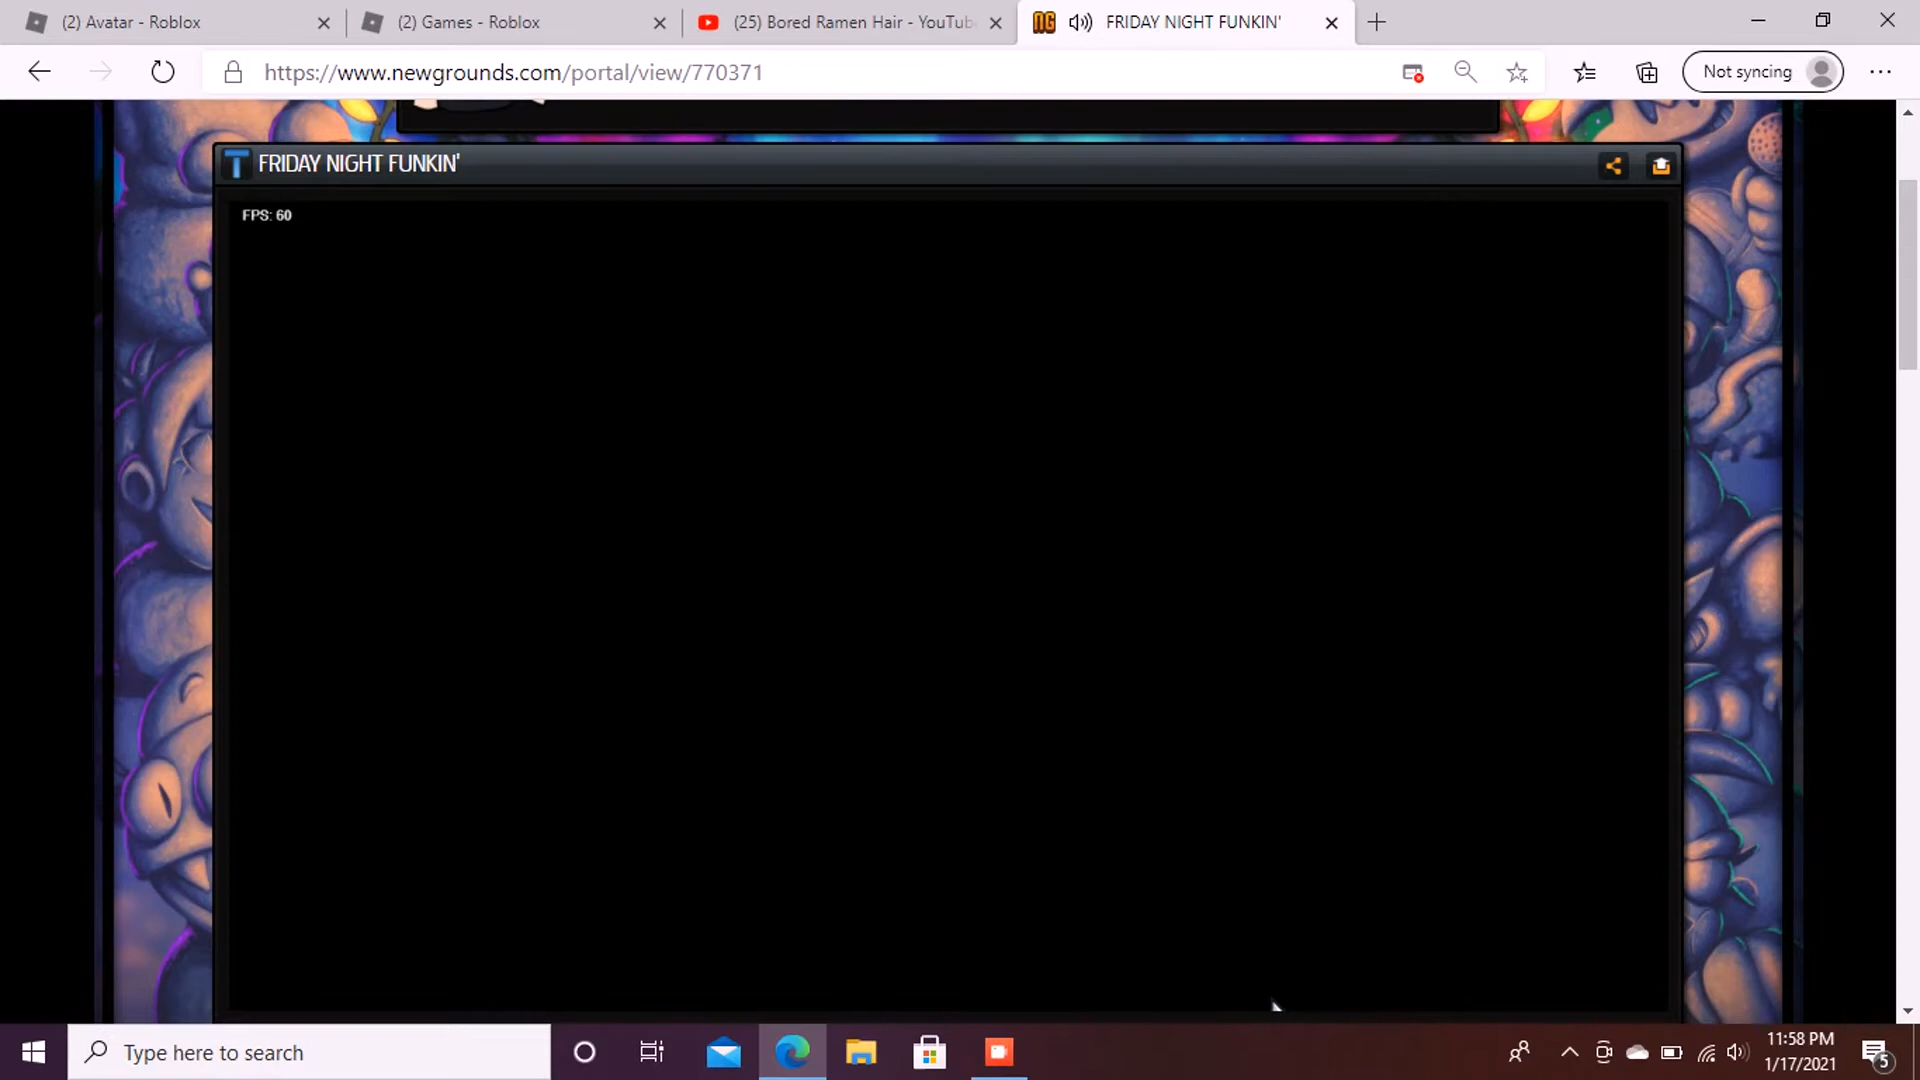 (2) Avatar - Roblox
(2) Games - Roblox
(25) Bored Ramen Hair - YouTub
NG
FRIDAY NIGHT FUNKIN'
https://www.newgrounds.com/portal/view/770371
Not syncing
T FRIDAY NIGHT FUNKIN'
FPS: 60
Type here to search
11:58 PM
1/17/2021
5